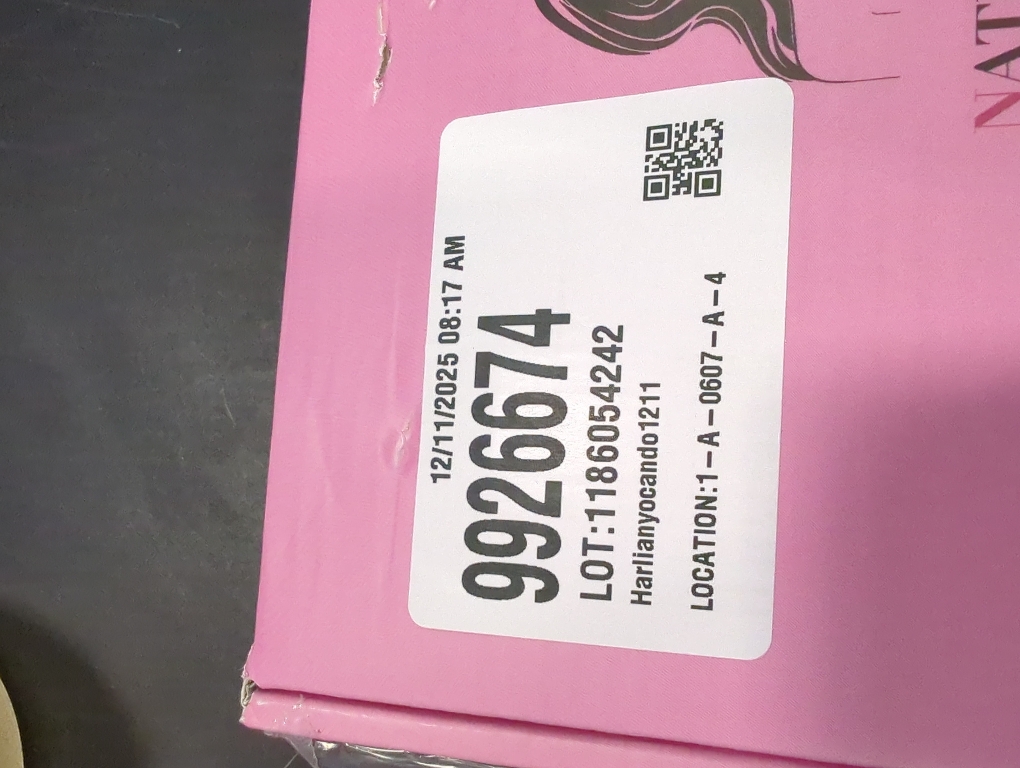 12/11/2025 08:17 AM
9926674
LOT:1186054242
Harlianyocando1211
LOCATION:1-A-0607-A-4